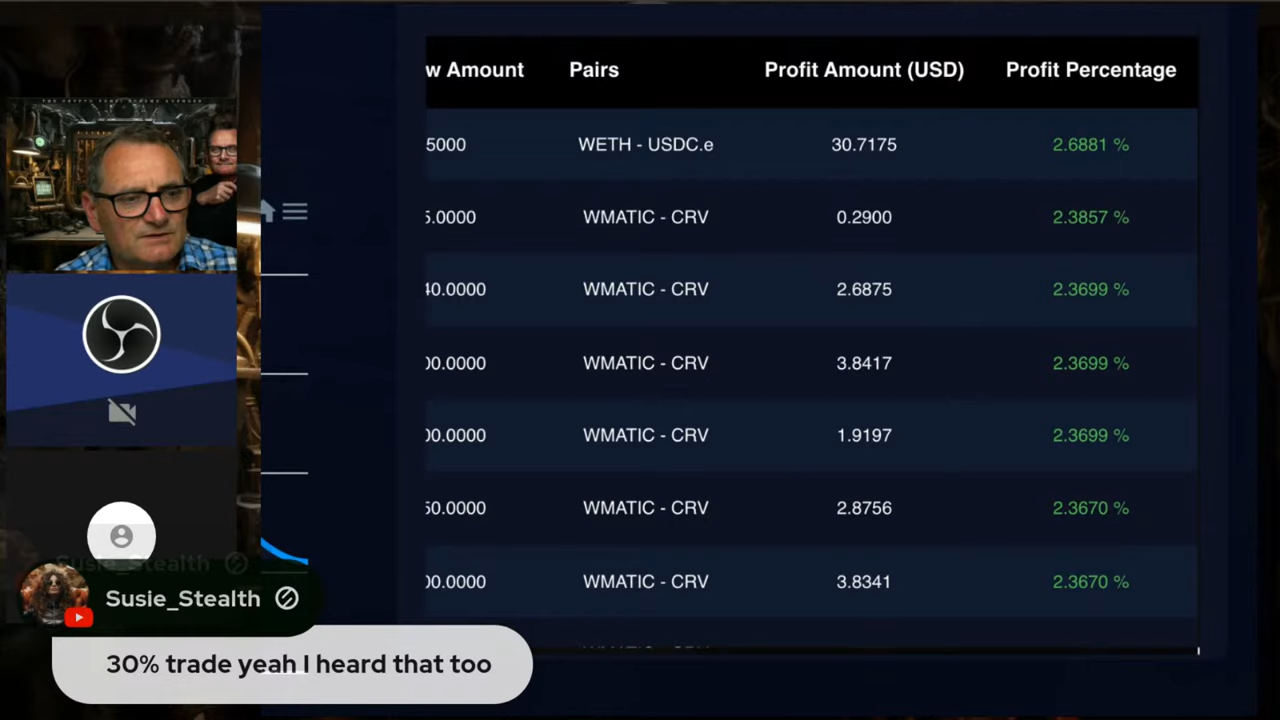 w Amount Pairs Profit Amount (USD) Profit Percentage
5000 WETH - USDC.e 30.7175 2.6881 %
5.0000 WMATIC - CRV 0.2900 2.3857 %
40.0000 WMATIC - CRV 2.6875 2.3699 %
00.0000 WMATIC - CRV 3.8417 2.3699 %
00.0000 WMATIC - CRV 1.9197 2.3699 %
50.0000 WMATIC - CRV 2.8756 2.3670 %
00.0000 WMATIC - CRV 3.8341 2.3670 %
Susie_Stealth
Susie_Stealth
30% trade yeah I heard that too